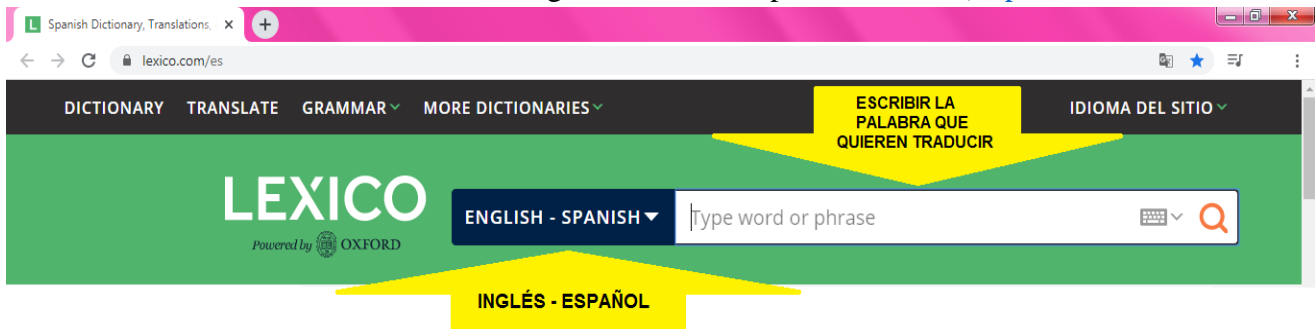 Spanish Dictionary, Translations,
lexico.com/es
DICTIONARY TRANSLATE GRAMMAR MORE DICTIONARIES IDIOMA DEL SITIO
ESCRIBIR LA
PALABRA QUE
QUIEREN TRADUCIR
LEXICO
Powered by OXFORD
ENGLISH - SPANISH Type word or phrase
INGLÉS - ESPAÑOL